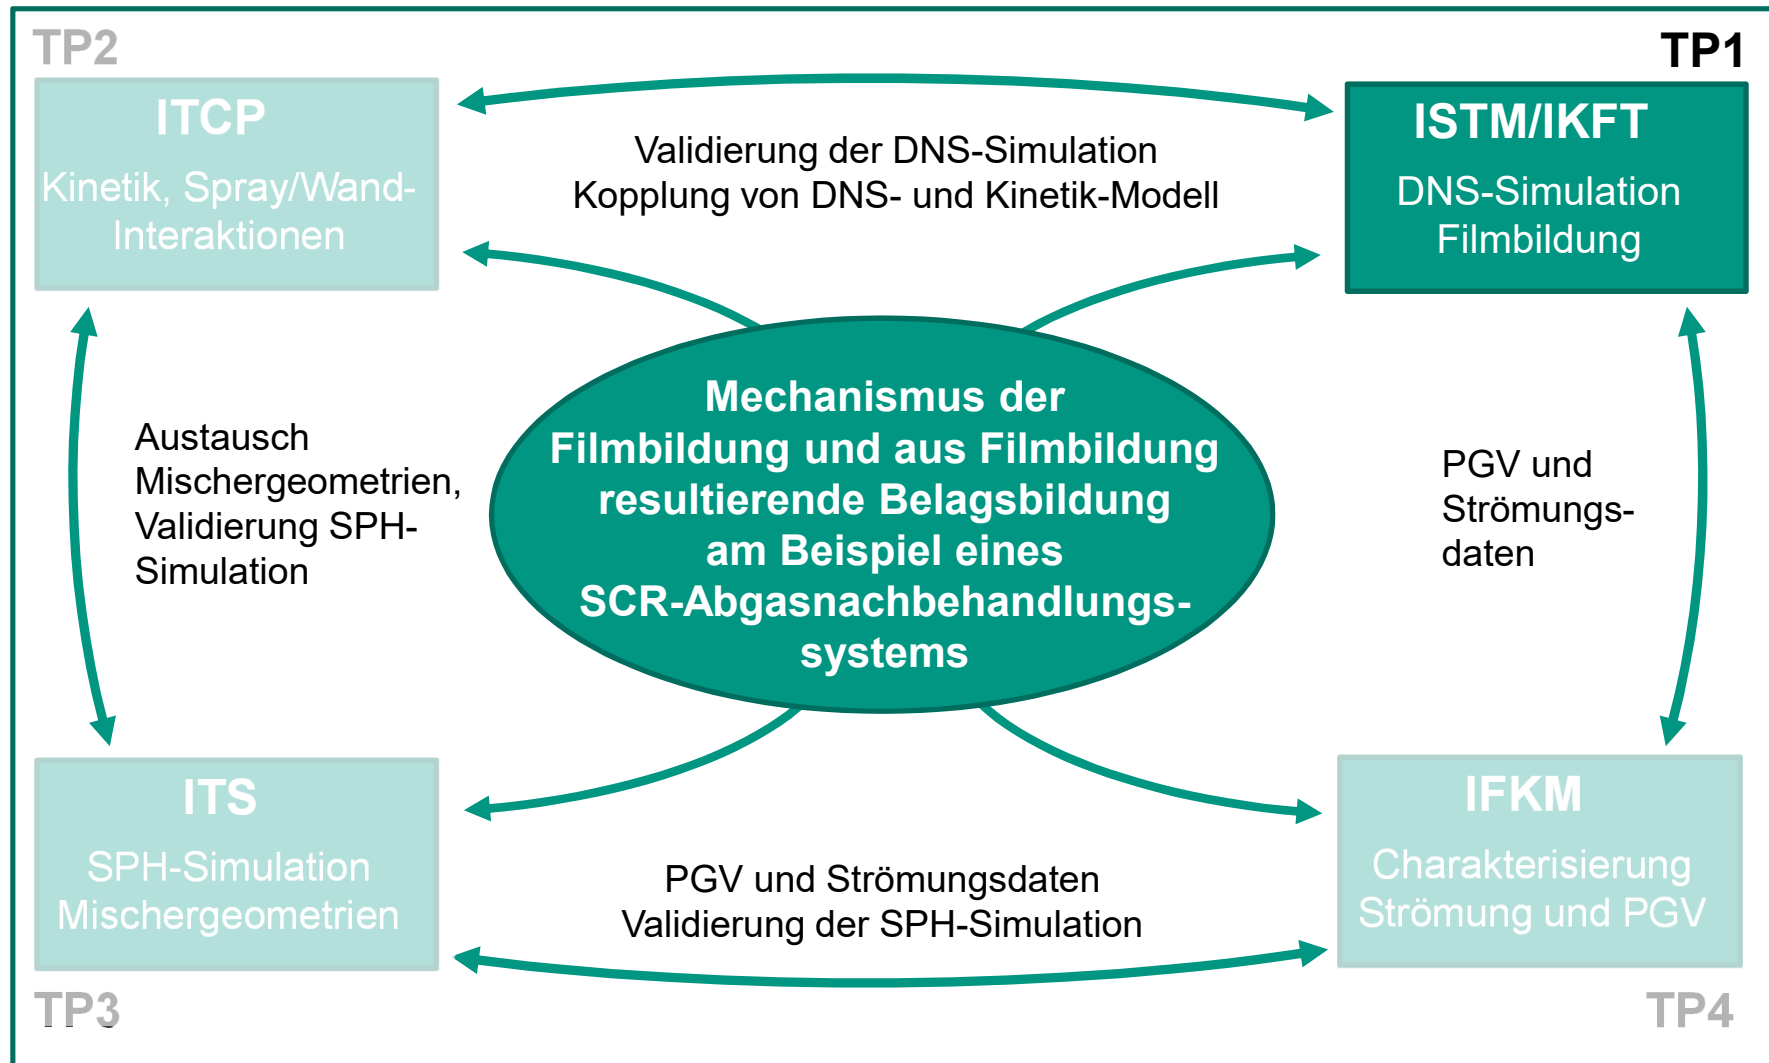 TP2
TP1
ITCP
Kinetik, Spray/Wand-
Interaktionen
Validierung der DNS-Simulation
Kopplung von DNS- und Kinetik-Modell
ISTM/IKFT
DNS-Simulation
Filmbildung
Mechanismus der
Filmbildung und aus Filmbildung
resultierende Belagsbildung
am Beispiel eines
SCR-Abgasnachbehandlungs-
systems
Austausch
Mischergeometrien,
Validierung SPH-
Simulation
PGV und
Strömungs-
daten
ITS
SPH-Simulation
Mischergeometrien
PGV und Strömungsdaten
Validierung der SPH-Simulation
IFKM
Charakterisierung
Strömung und PGV
TP3
TP4